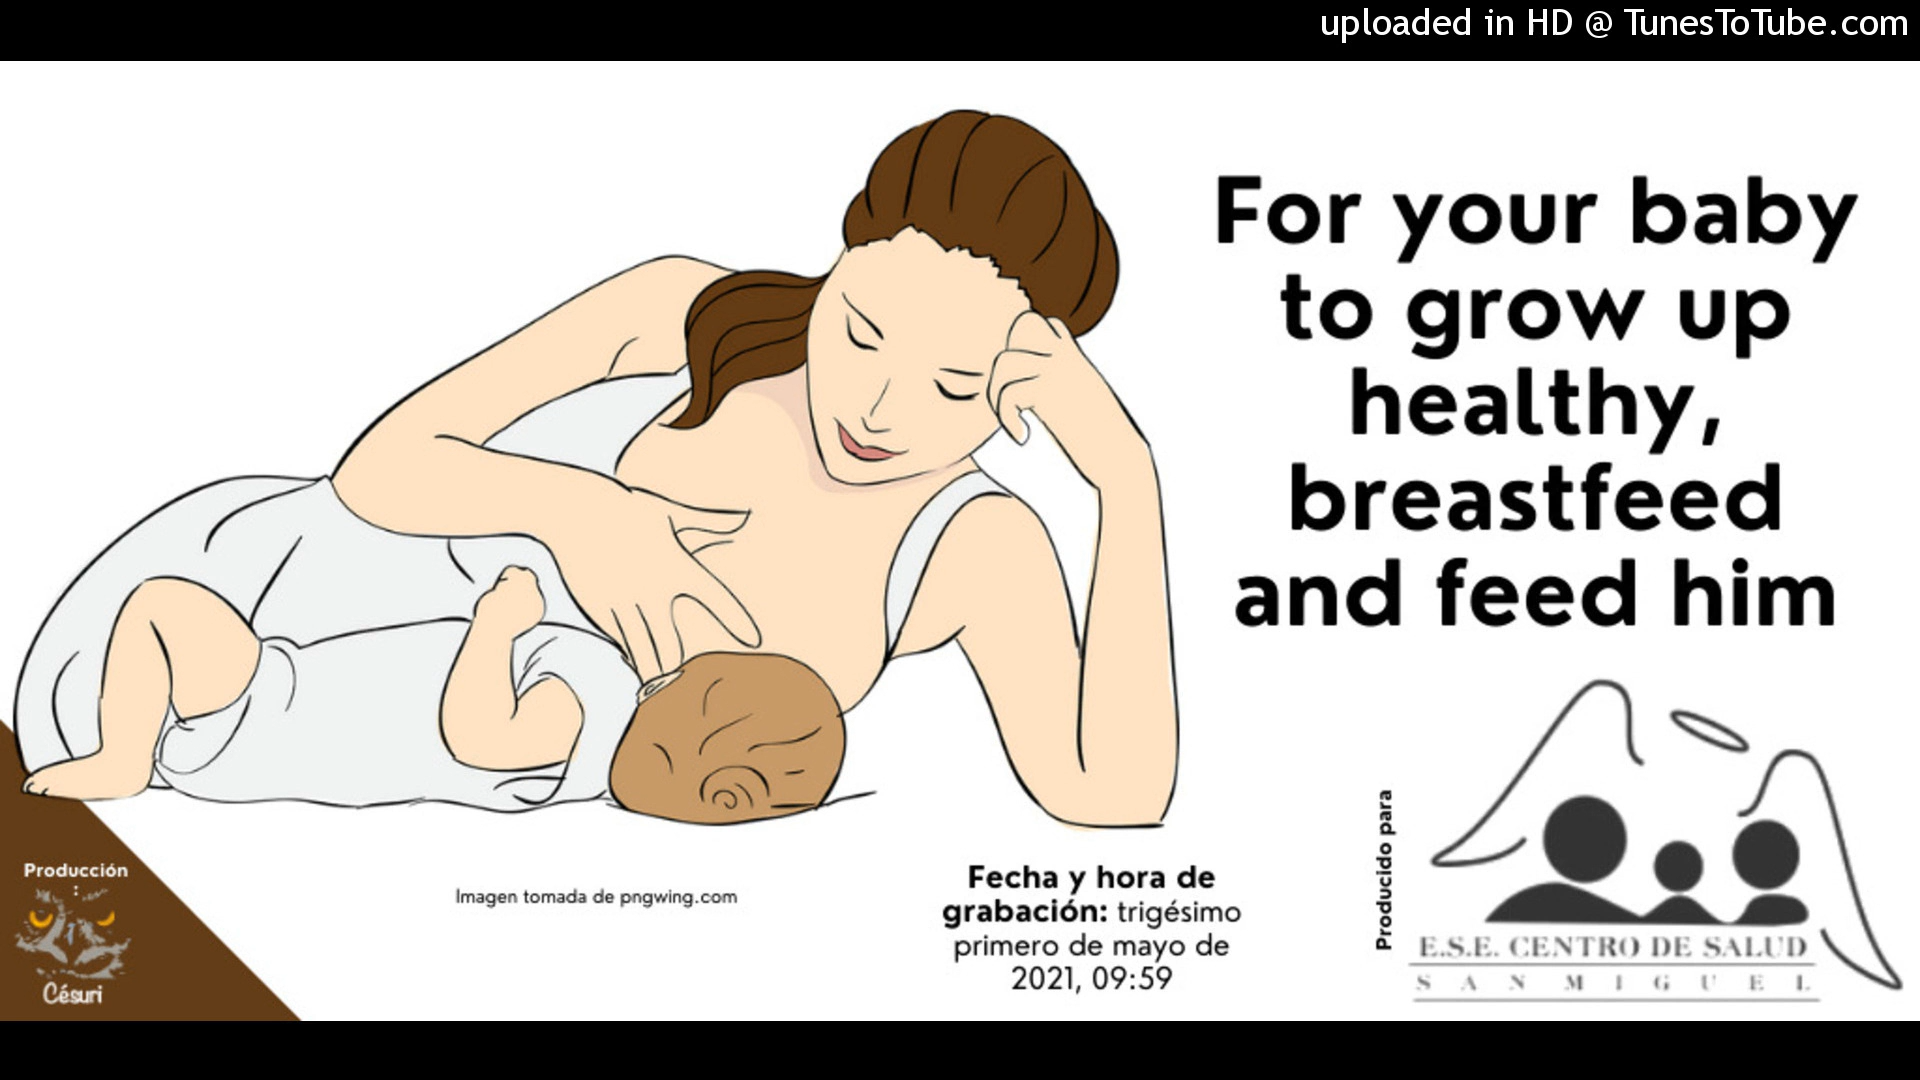 uploaded in HD @ TunesToTube.com
For your baby
to grow up
healthy,
breastfeed
and feed him
Producido para
E.S.E. CENTRO DE SALUD
SAN MIGUEL
Fecha y hora de
grabación: trigésimo
primero de mayo de
2021, 09:59
Imagen tomada de pngwing.com
Producción
:
Césuri